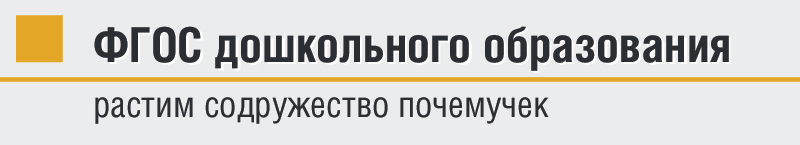 ФГОС дошкольного образования
растим содружество почемучек